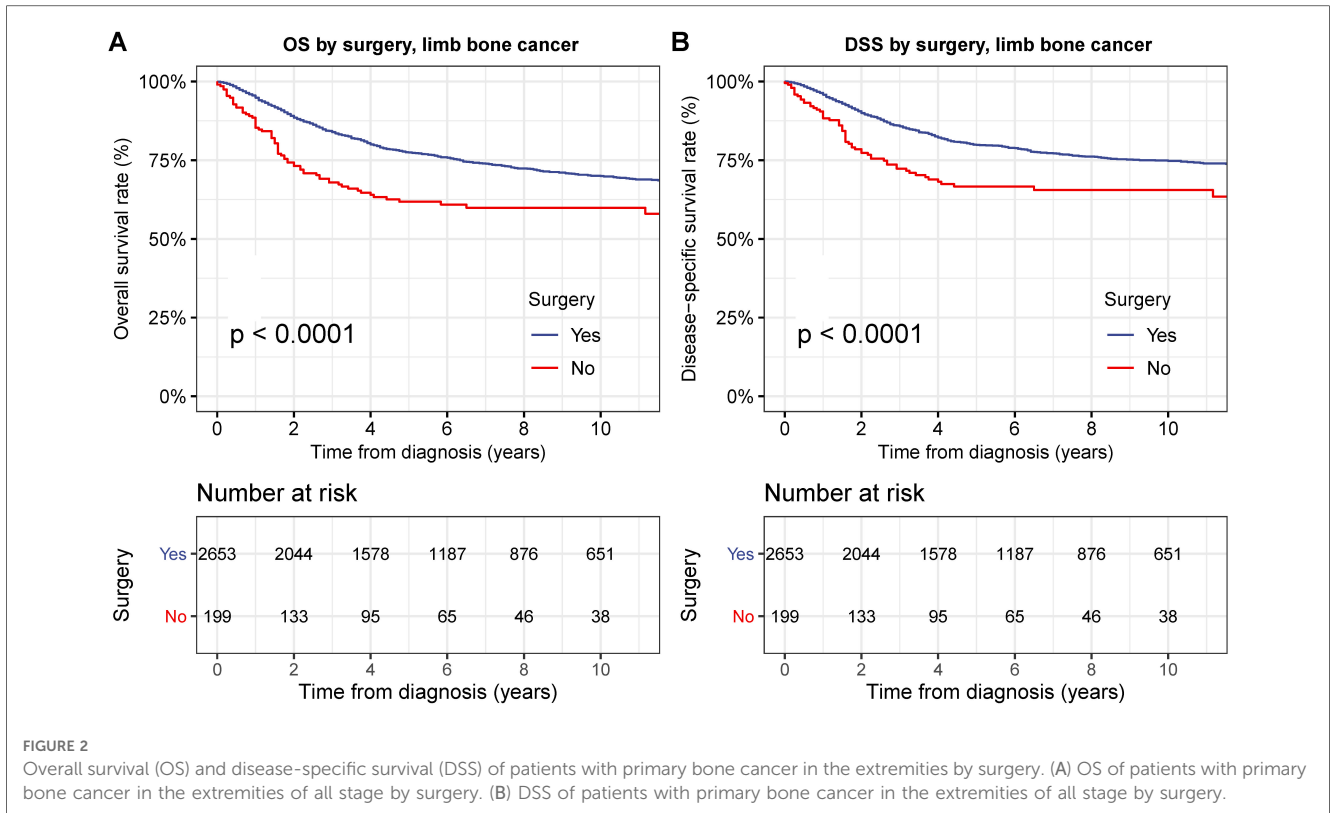 A
OS by surgery, limb bone cancer
Overall survival rate (%)
100%
75%
50%
25%
0%
p < 0.0001
Surgery
Yes
No
0 2 4 6 8 10
Time from diagnosis (years)
Number at risk
Surgery
Yes 2653 2044 1578 1187 876 651
No 199 133 95 65 46 38
0 2 4 6 8 10
Time from diagnosis (years)
B
DSS by surgery, limb bone cancer
Disease−specific survival rate (%)
100%
75%
50%
25%
0%
p < 0.0001
Surgery
Yes
No
0 2 4 6 8 10
Time from diagnosis (years)
Number at risk
Surgery
Yes 2653 2044 1578 1187 876 651
No 199 133 95 65 46 38
0 2 4 6 8 10
Time from diagnosis (years)
FIGURE 2
Overall survival (OS) and disease-specific survival (DSS) of patients with primary bone cancer in the extremities by surgery. (A) OS of patients with primary
bone cancer in the extremities of all stage by surgery. (B) DSS of patients with primary bone cancer in the extremities of all stage by surgery.